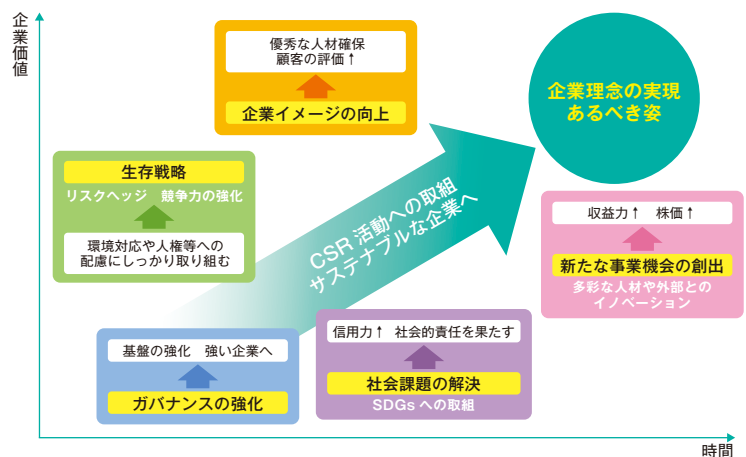 企業価値
優秀な人材確保
顧客の評価↑
企業イメージの向上
企業理念の実現
あるべき姿
生存戦略
リスクヘッジ 競争力の強化
環境対応や人権等への
配慮にしっかり取り組む
CSR 活動への取組
サステナブルな企業へ
収益力↑ 株価↑
新たな事業機会の創出
多彩な人材や外部との
イノベーション
基盤の強化 強い企業へ
ガバナンスの強化
信用力↑ 社会的責任を果たす
社会課題の解決
SDGs への取組
時間